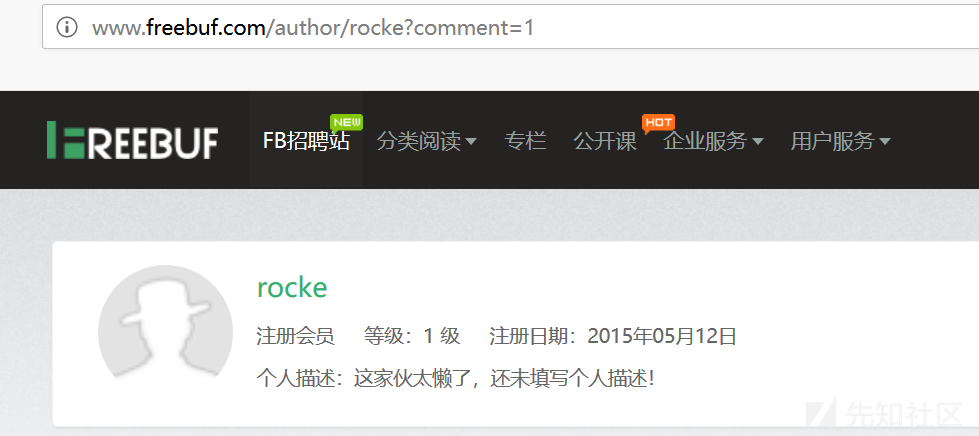 www.freebuf.com/author/rocke?comment=1
NEW HOT
FREEBUF FB招聘站 分类阅读 专栏 公开课 企业服务 用户服务
rocke
注册会员 等级：1 级 注册日期：2015年05月12日
个人描述：这家伙太懒了，还未填写个人描述！
先知社区